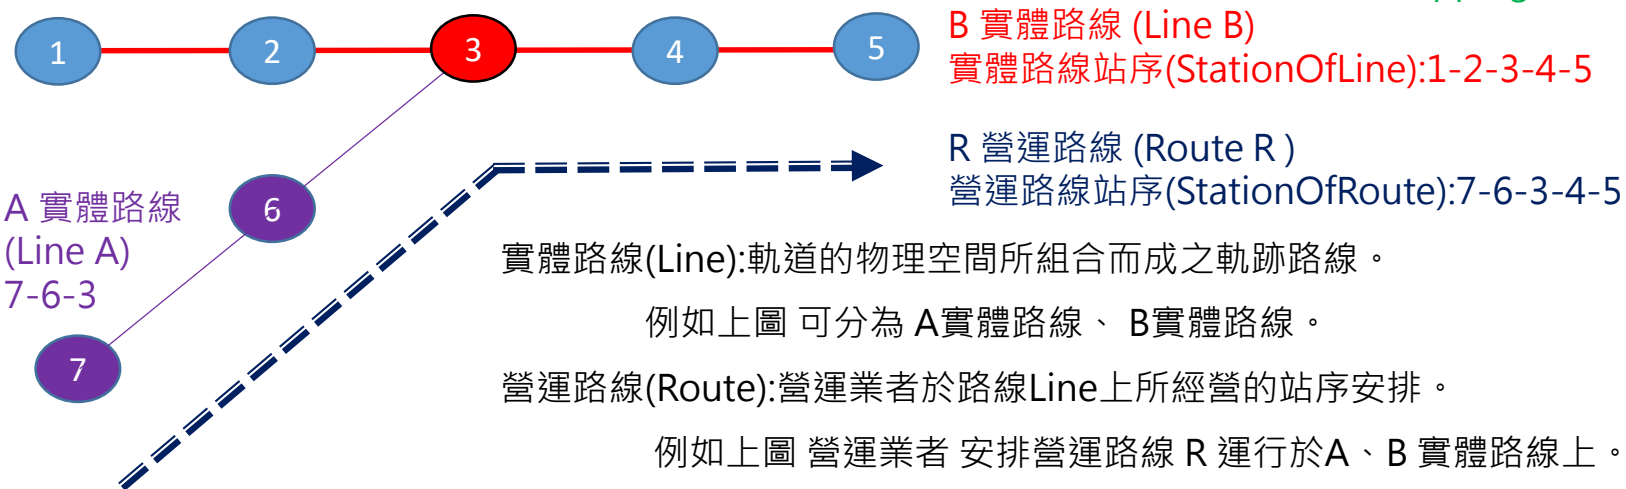 B 實體路線 (Line B)
實體路線站序(StationOfLine):1-2-3-4-5
1
2
3
4
5
R 營運路線 (Route R )
營運路線站序(StationOfRoute):7-6-3-4-5
A 實體路線
(Line A)
7-6-3
6
7
實體路線(Line):軌道的物理空間所組合而成之軌跡路線。
例如上圖 可分為 A實體路線、 B實體路線。
營運路線(Route):營運業者於路線Line上所經營的站序安排。
例如上圖 營運業者 安排營運路線 R 運行於A、B 實體路線上。